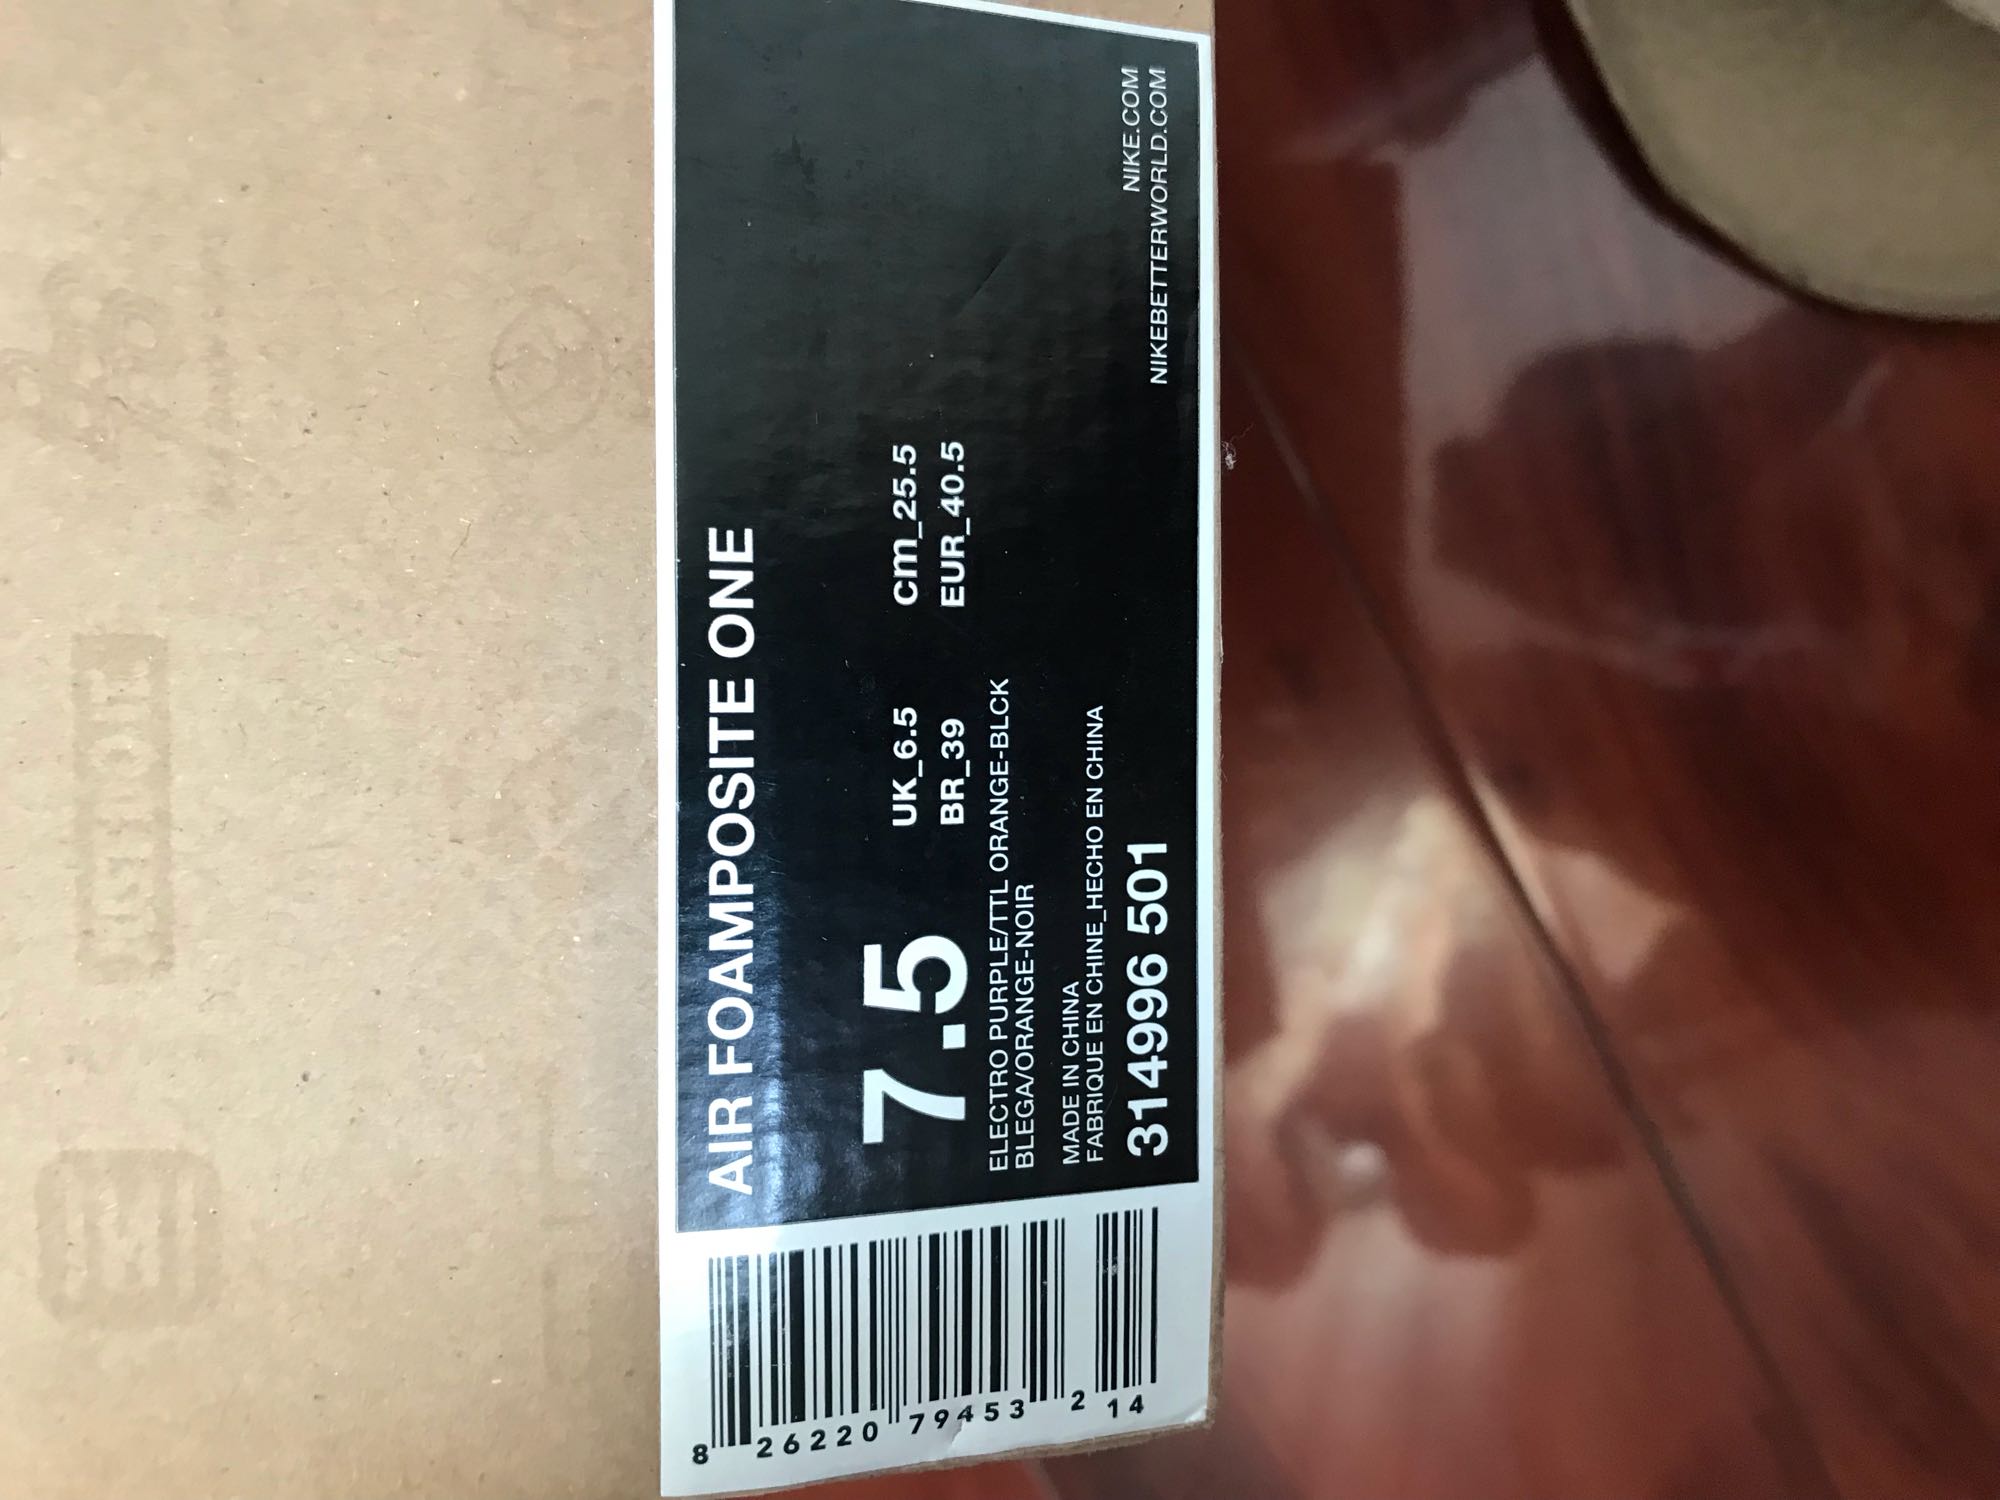 AIR FOAMPOSITE ONE
7.5
UK_6.5 Cm_25.5
BR_39 EUR_40.5
ELECTRO PURPLE/TTL ORANGE-BLCK
BLEGA/ORANGE-NOIR
MADE IN CHINA
FABRIQUE EN CHINE_HECHO EN CHINA
314996 501
NIKE.COM
NIKEBETTERWORLD.COM
8 26220 79453 2 14